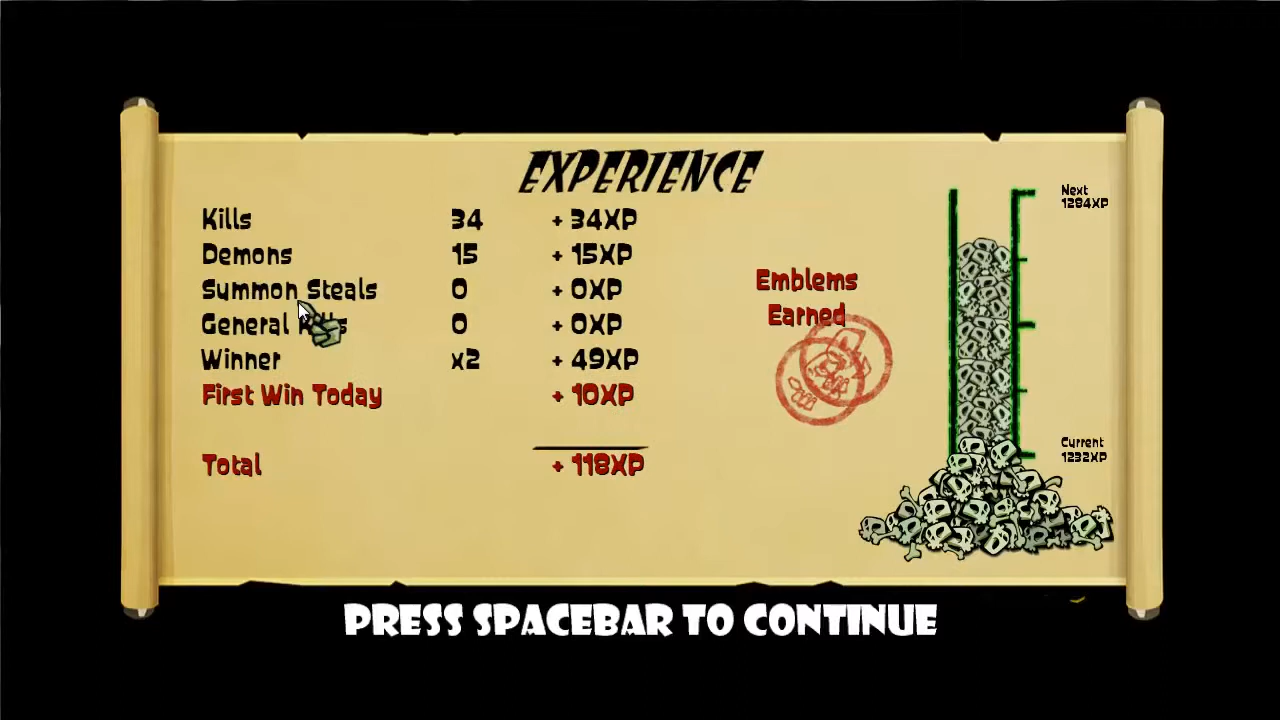 EXPERIENCE
Kills 34 + 34XP
Demons 15 + 15XP
Summon Steals 0 + 0XP
General Kills 0 + 0XP
Winner x2 + 49XP
First Win Today + 10XP
Total + 118XP
Emblems
Earned
Next
1284XP
Current
1232XP
PRESS SPACEBAR TO CONTINUE